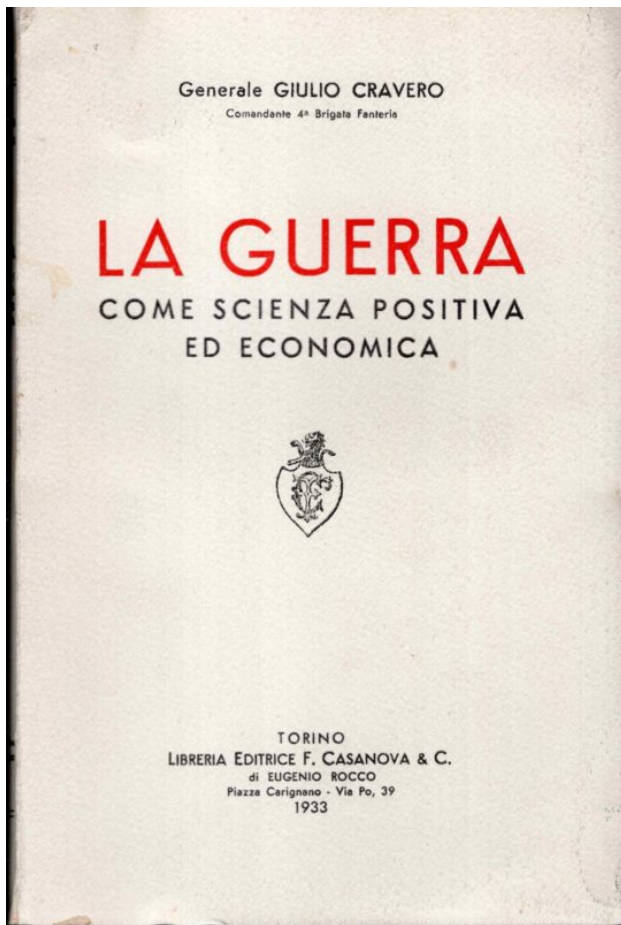 Generale GIULIO CRAVERO
Comandante 4ª Brigata Fanteria
LA GUERRA
COME SCIENZA POSITIVA
ED ECONOMICA
TORINO
LIBRERIA EDITRICE F. CASANOVA & C.
di EUGENIO ROCCO
Piazza Carignano - Via Po, 39
1933